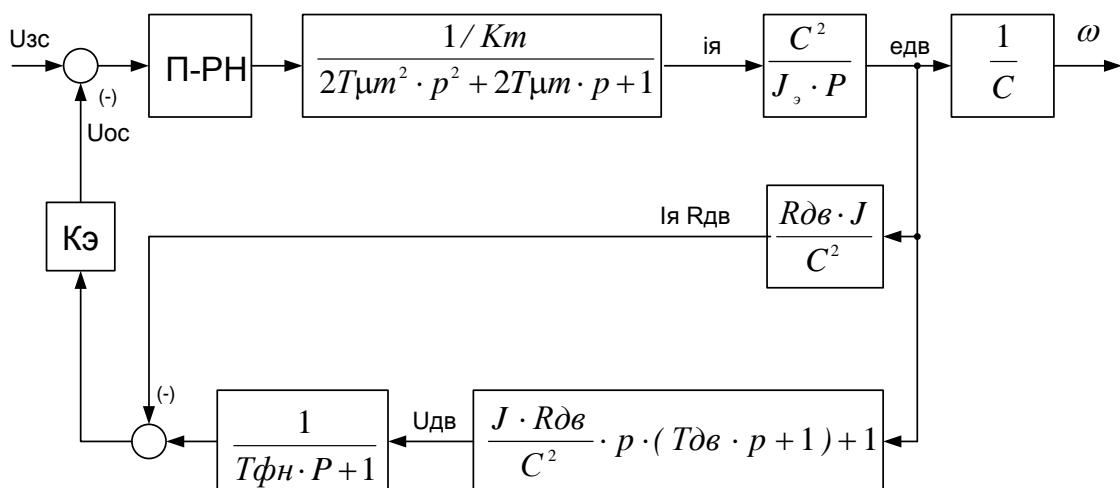 Uзс
(-)
Uос
П-РН
1 / Km
2Tμm² · p² + 2Tμm · p + 1
iя
C²
Jэ · P
eдв
1
C
ω
Kэ
Iя Rдв
Rдв · J
C²
(-)
1
Tфн · P + 1
Uдв
J · Rдв
C²
· p · ( Tдв · p + 1 ) + 1